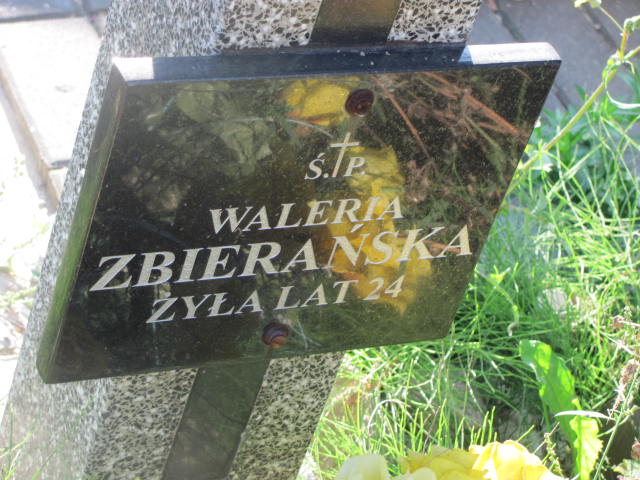 Ś.†P.
WALERIA
ZBIERAŃSKA
ŻYŁA LAT 24